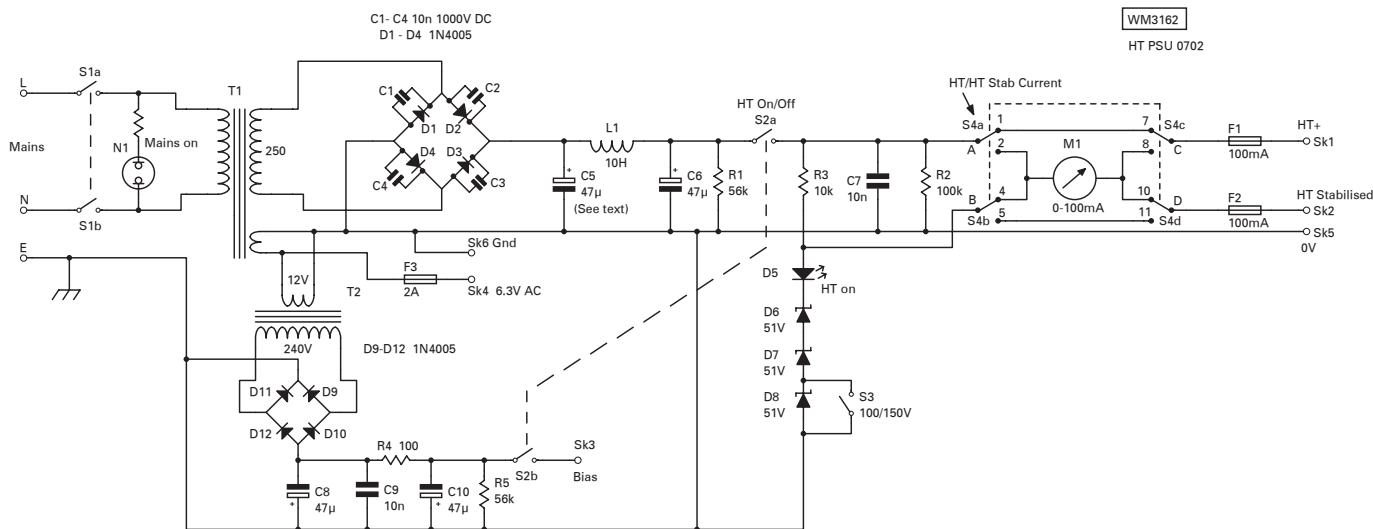 C1- C4 10n 1000V DC
D1 - D4 1N4005
WM3162
HT PSU 0702
L
S1a
T1
C1
C2
HT On/Off
S2a
HT/HT Stab Current
S4a
1
7
S4c
F1
HT+
Sk1
100mA
D1
D2
L1
10H
A
2
M1
8
C
Mains
N1
Mains on
250
D4
D3
C4
C3
+
C5
47µ
(See text)
+
C6
47µ
R1
56k
R3
10k
C7
10n
R2
100k
B
4
0-100mA
10
D
F2
100mA
HT Stabilised
Sk2
N
S1b
S4b
5
11
S4d
Sk5
0V
E
Sk6 Gnd
F3
2A
Sk4 6.3V AC
12V
T2
D5
HT on
D6
51V
240V
D9-D12 1N4005
D7
51V
D11
D9
D8
51V
S3
100/150V
D12
D10
R4 100
Sk3
Bias
S2b
C8
47µ
+
C9
10n
C10
47µ
+
R5
56k